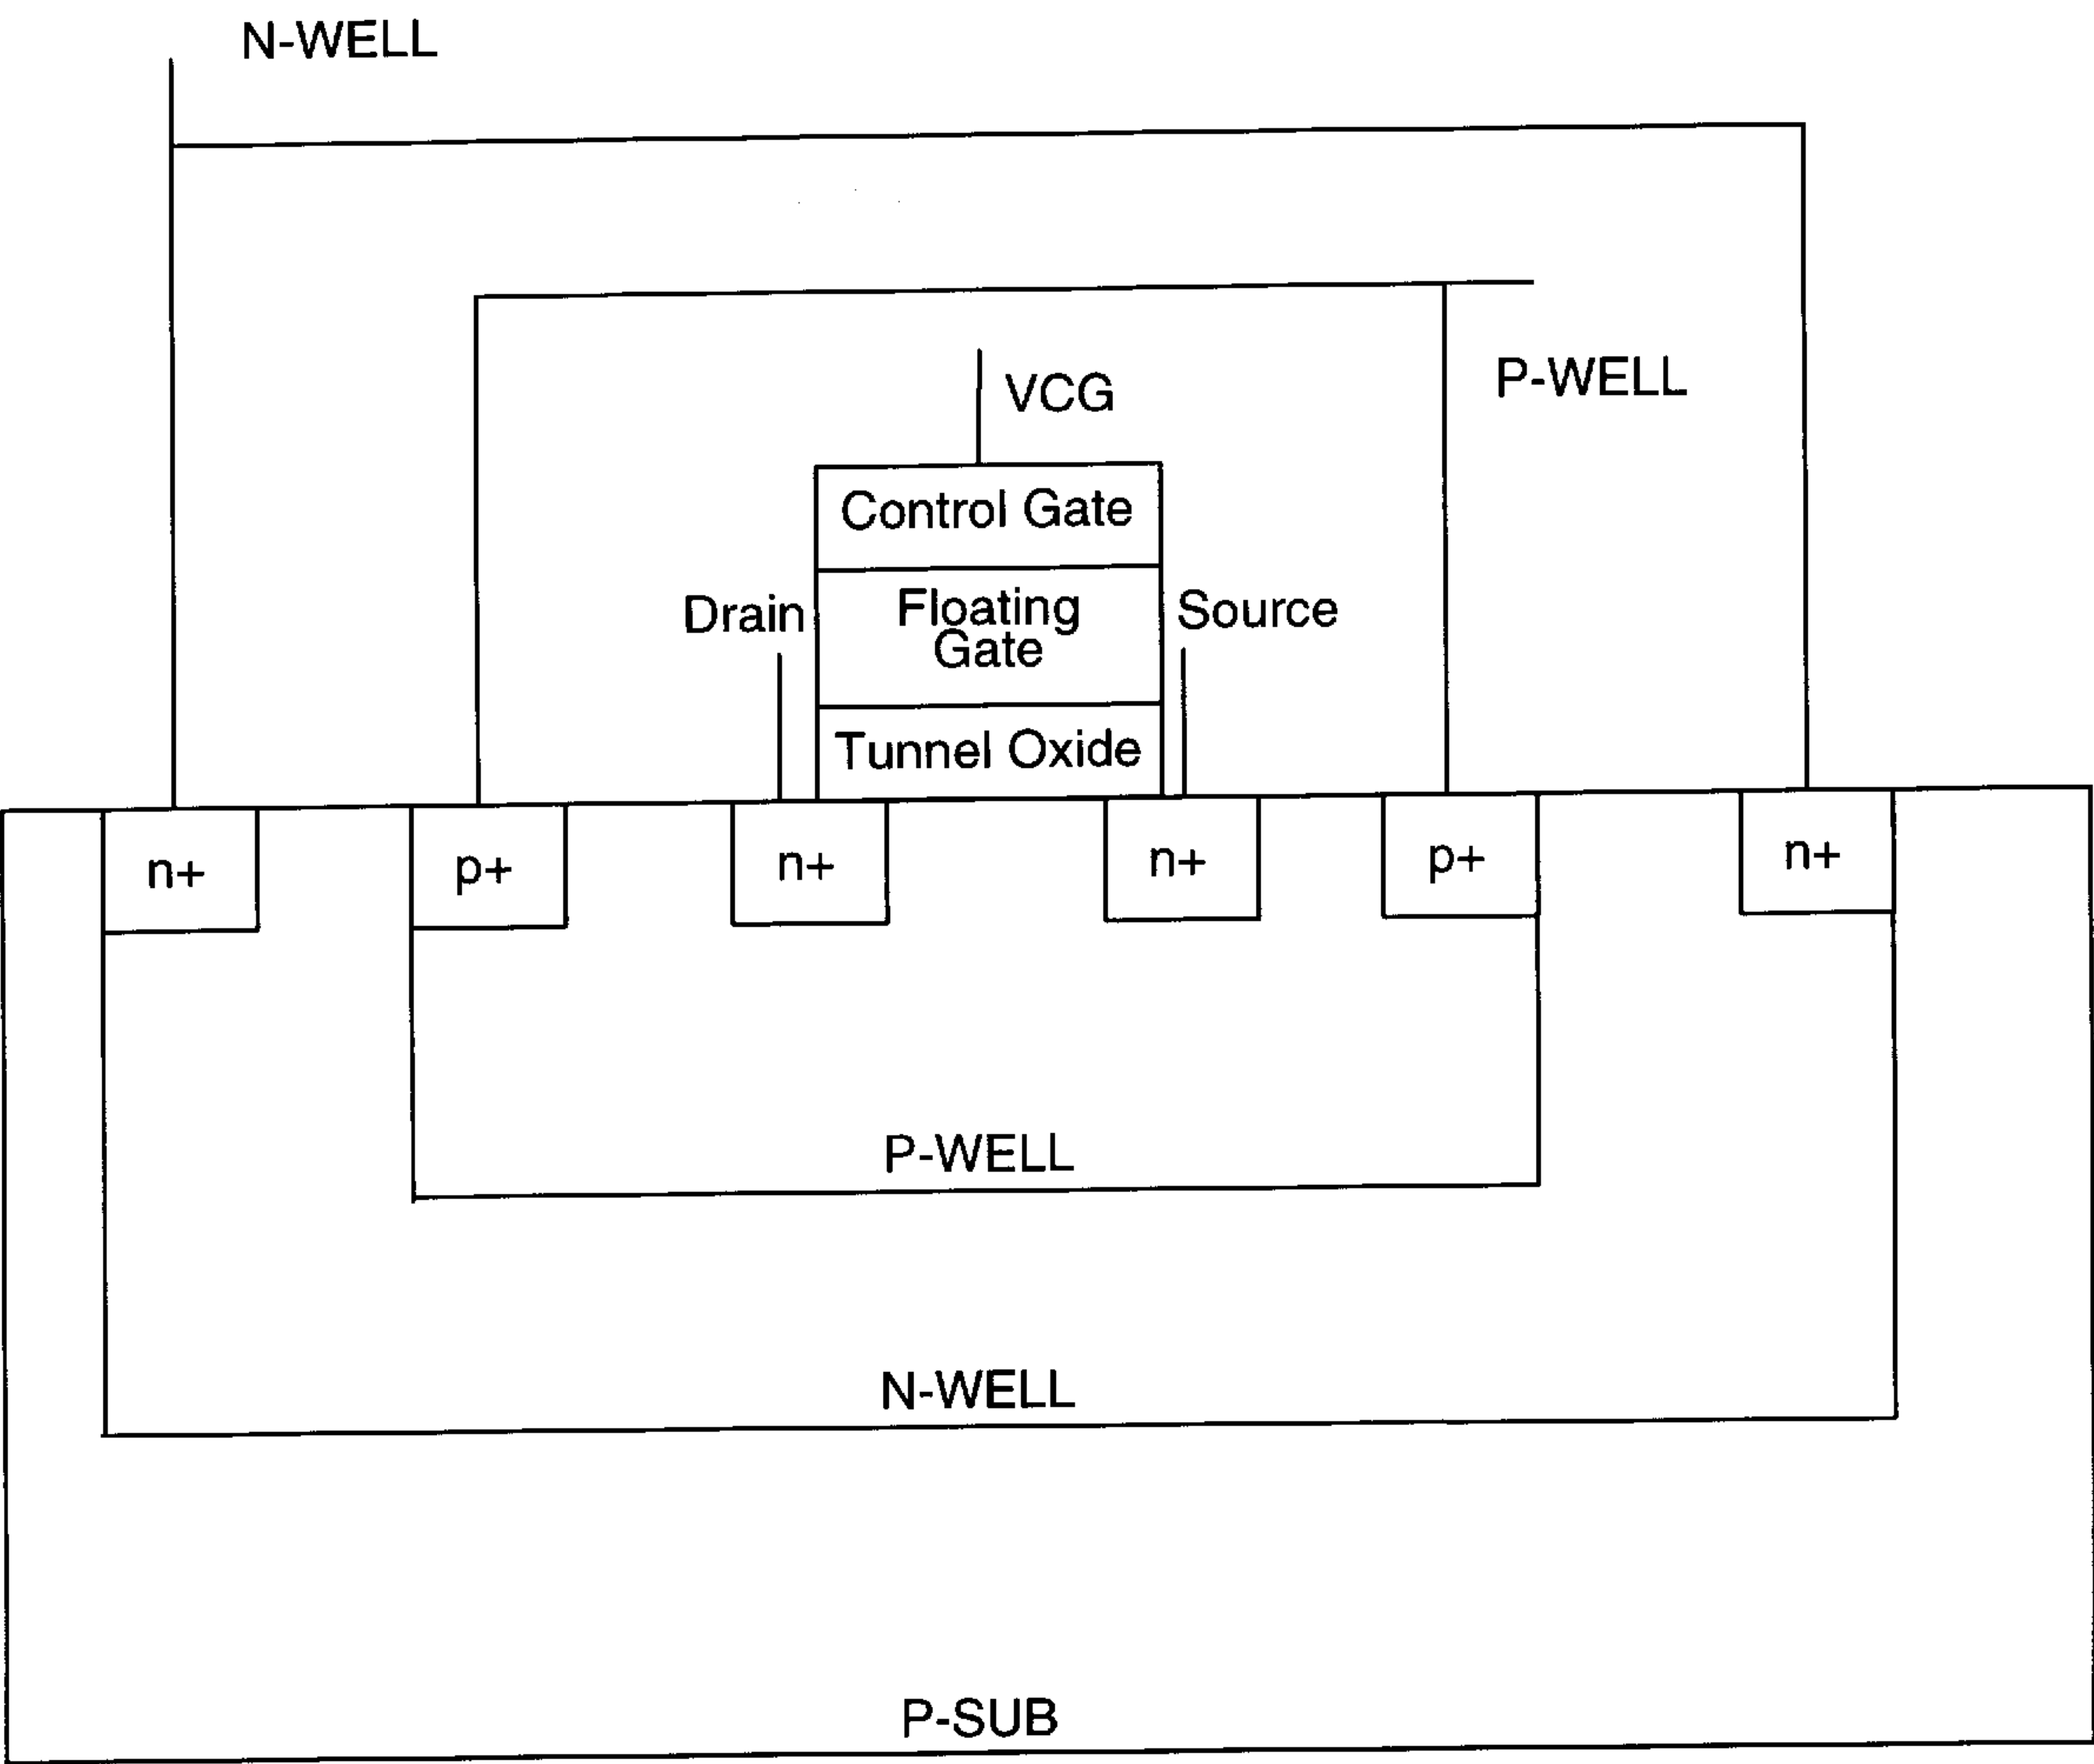 N-WELL
P-WELL
VCG
Control Gate
Drain
Floating
Gate
Source
Tunnel Oxide
n+
p+
n+
n+
p+
n+
P-WELL
N-WELL
P-SUB